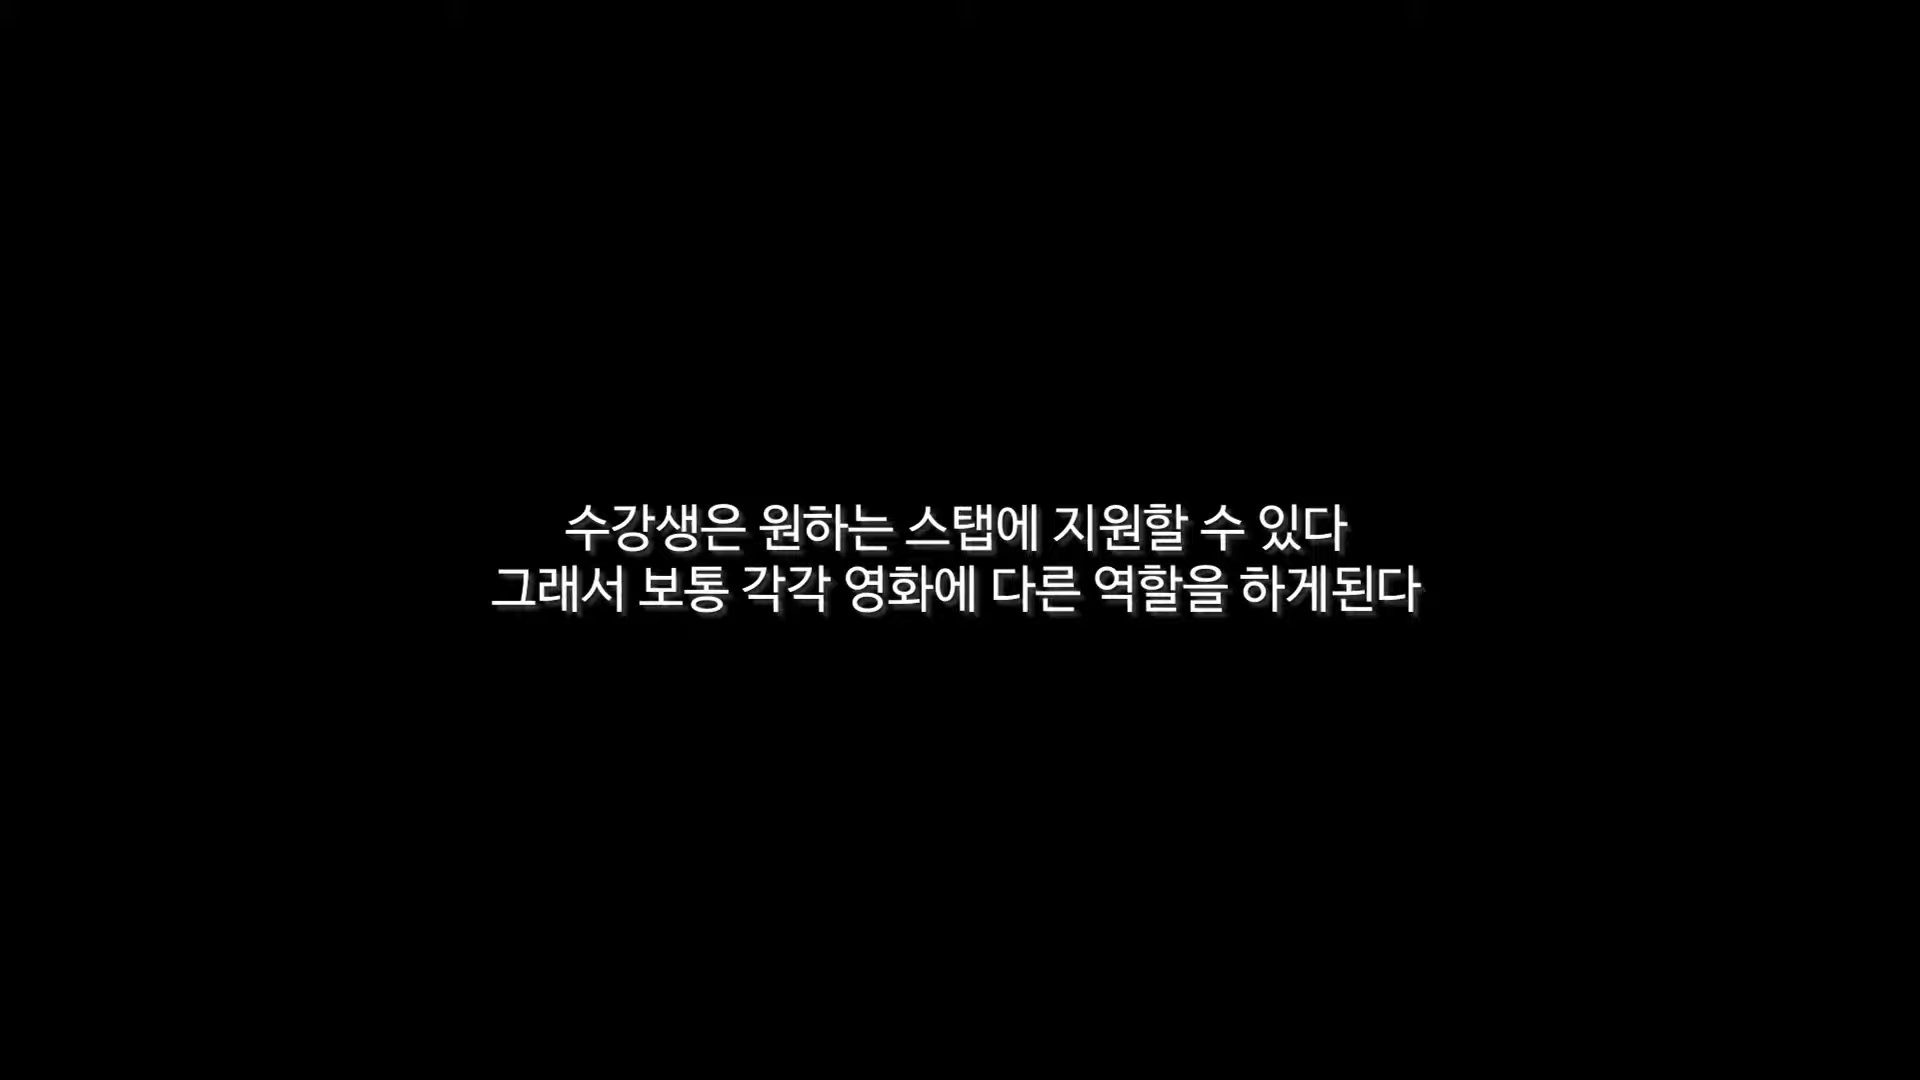 수강생은 원하는 스탭에 지원할 수 있다
그래서 보통 각각 영화에 다른 역할을 하게된다